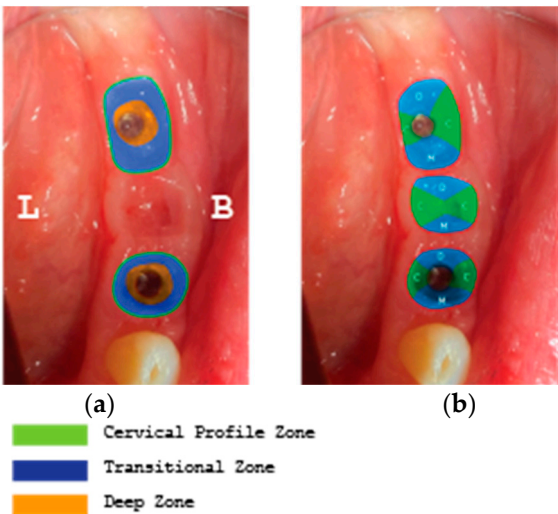 L B
D
C C
M
D
C C
M
D
C C
M
(a) (b)
Cervical Profile Zone
Transitional Zone
Deep Zone